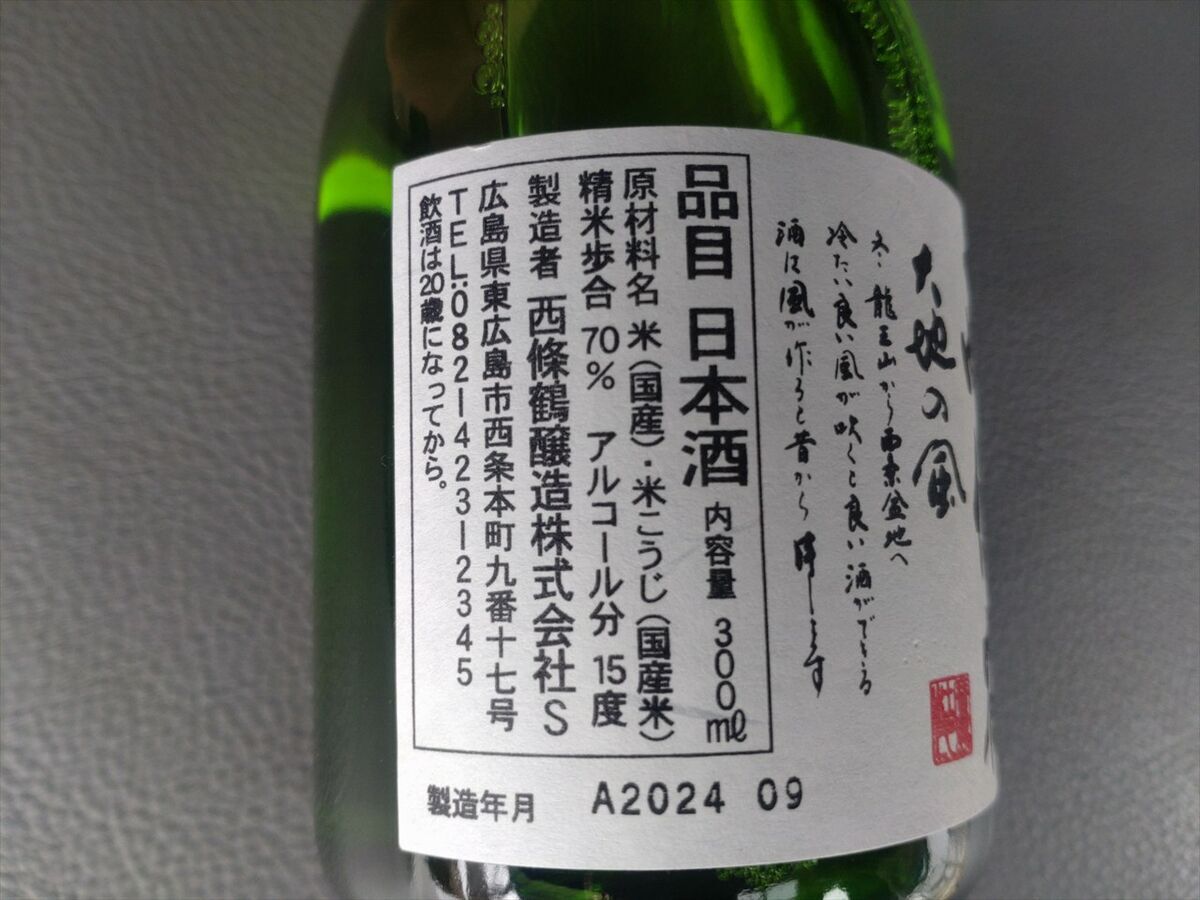 大地の風
冬に龍王山から西条盆地へ
冷たい良い風が吹くと良い酒ができる
酒は風が作ると昔から
品目 日本酒 内容量 300ml
原材料名 米(国産)・米こうじ(国産米)
精米歩合 70% アルコール分 15度
製造者 西條鶴醸造株式会社S
広島県東広島市西条本町九番十七号
TEL.082-423-2345
飲酒は20歳になってから。
製造年月 A2024 09